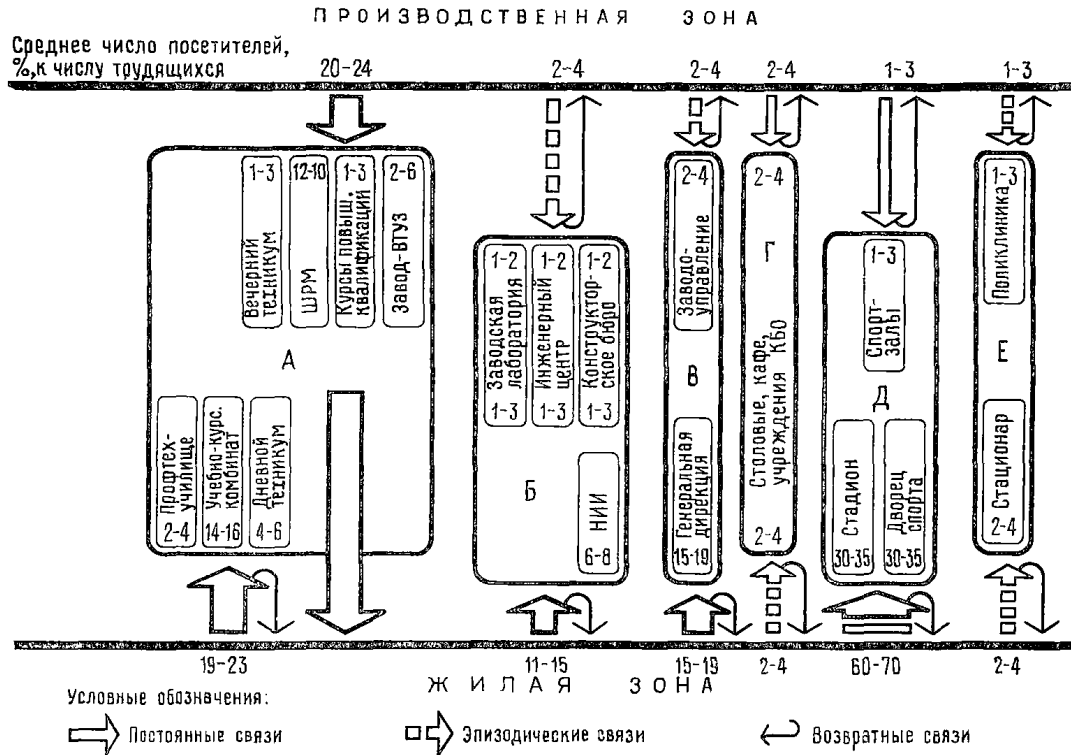 ПРОИЗВОДСТВЕННАЯ ЗОНА
Среднее число посетителей,
%, к числу трудящихся
20-24
2-4
2-4
2-4
1-3
1-3
1-3
Вечерний
техникум
12-10
ШРМ
1-3
Курсы повыш.
квалификаций
2-6
Завод-ВТУЗ
А
Профтех-
училище
2-4
Учебно-курс.
комбинат
14-16
Дневной
техникум
4-6
1-2
Заводская
лаборатория
1-3
1-2
Инженерный
центр
1-3
1-2
Конструктор-
ское бюро
1-3
Б
НИИ
6-8
2-4
Заводо-
управление
В
Генеральная
дирекция
15-19
2-4
Г
Столовые, кафе,
учреждения КБО
2-4
1-3
Спорт-
залы
Д
Стадион
30-35
Дворец
спорта
30-35
1-3
Поликлиника
Е
Стационар
2-4
19-23
11-15
15-19
2-4
60-70
2-4
ЖИЛАЯ ЗОНА
Условные обозначения:
Постоянные связи
Эпизодические связи
Возвратные связи